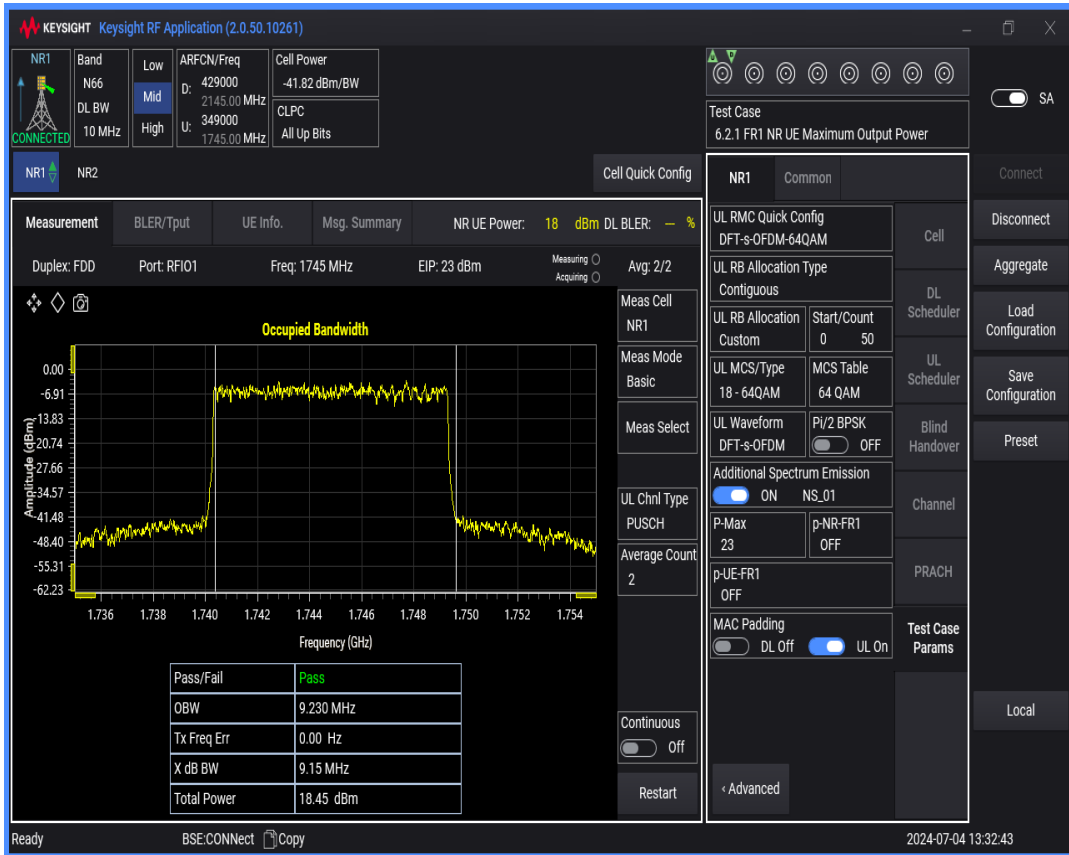 KEYSIGHT Keysight RF Application (2.0.50.10261)
NR1
CONNECTED
Band
N66
DL BW
10 MHz
Low
Mid
High
ARFCN/Freq
D: 429000
2145.00 MHz
U: 349000
1745.00 MHz
Cell Power
-41.82 dBm/BW
CLPC
All Up Bits
Test Case
6.2.1 FR1 NR UE Maximum Output Power
SA
NR1 NR2
Cell Quick Config
Measurement BLER/Tput UE Info. Msg. Summary NR UE Power: 18 dBm DL BLER: — %
Duplex: FDD Port: RFIO1 Freq: 1745 MHz EIP: 23 dBm Measuring Avg: 2/2
Acquiring
Occupied Bandwidth
Amplitude (dBm)
0.00
-6.91
-13.83
-20.74
-27.66
-34.57
-41.48
-48.40
-55.31
-62.23
1.736 1.738 1.740 1.742 1.744 1.746 1.748 1.750 1.752 1.754
Frequency (GHz)
Pass/Fail Pass
OBW 9.230 MHz
Tx Freq Err 0.00 Hz
X dB BW 9.15 MHz
Total Power 18.45 dBm
Meas Cell
NR1
Meas Mode
Basic
Meas Select
UL Chnl Type
PUSCH
Average Count
2
Continuous
Off
Restart
NR1 Common
UL RMC Quick Config
DFT-s-OFDM-64QAM
UL RB Allocation Type
Contiguous
UL RB Allocation
Custom
Start/Count
0 50
UL MCS/Type
18 - 64QAM
MCS Table
64 QAM
UL Waveform
DFT-s-OFDM
Pi/2 BPSK
OFF
Additional Spectrum Emission
ON NS_01
P-Max
23
p-NR-FR1
OFF
p-UE-FR1
OFF
MAC Padding
DL Off UL On
‹ Advanced
Cell
DL
Scheduler
UL
Scheduler
Blind
Handover
Channel
PRACH
Test Case
Params
Connect
Disconnect
Aggregate
Load
Configuration
Save
Configuration
Preset
Local
Ready BSE:CONNect Copy 2024-07-04 13:32:43